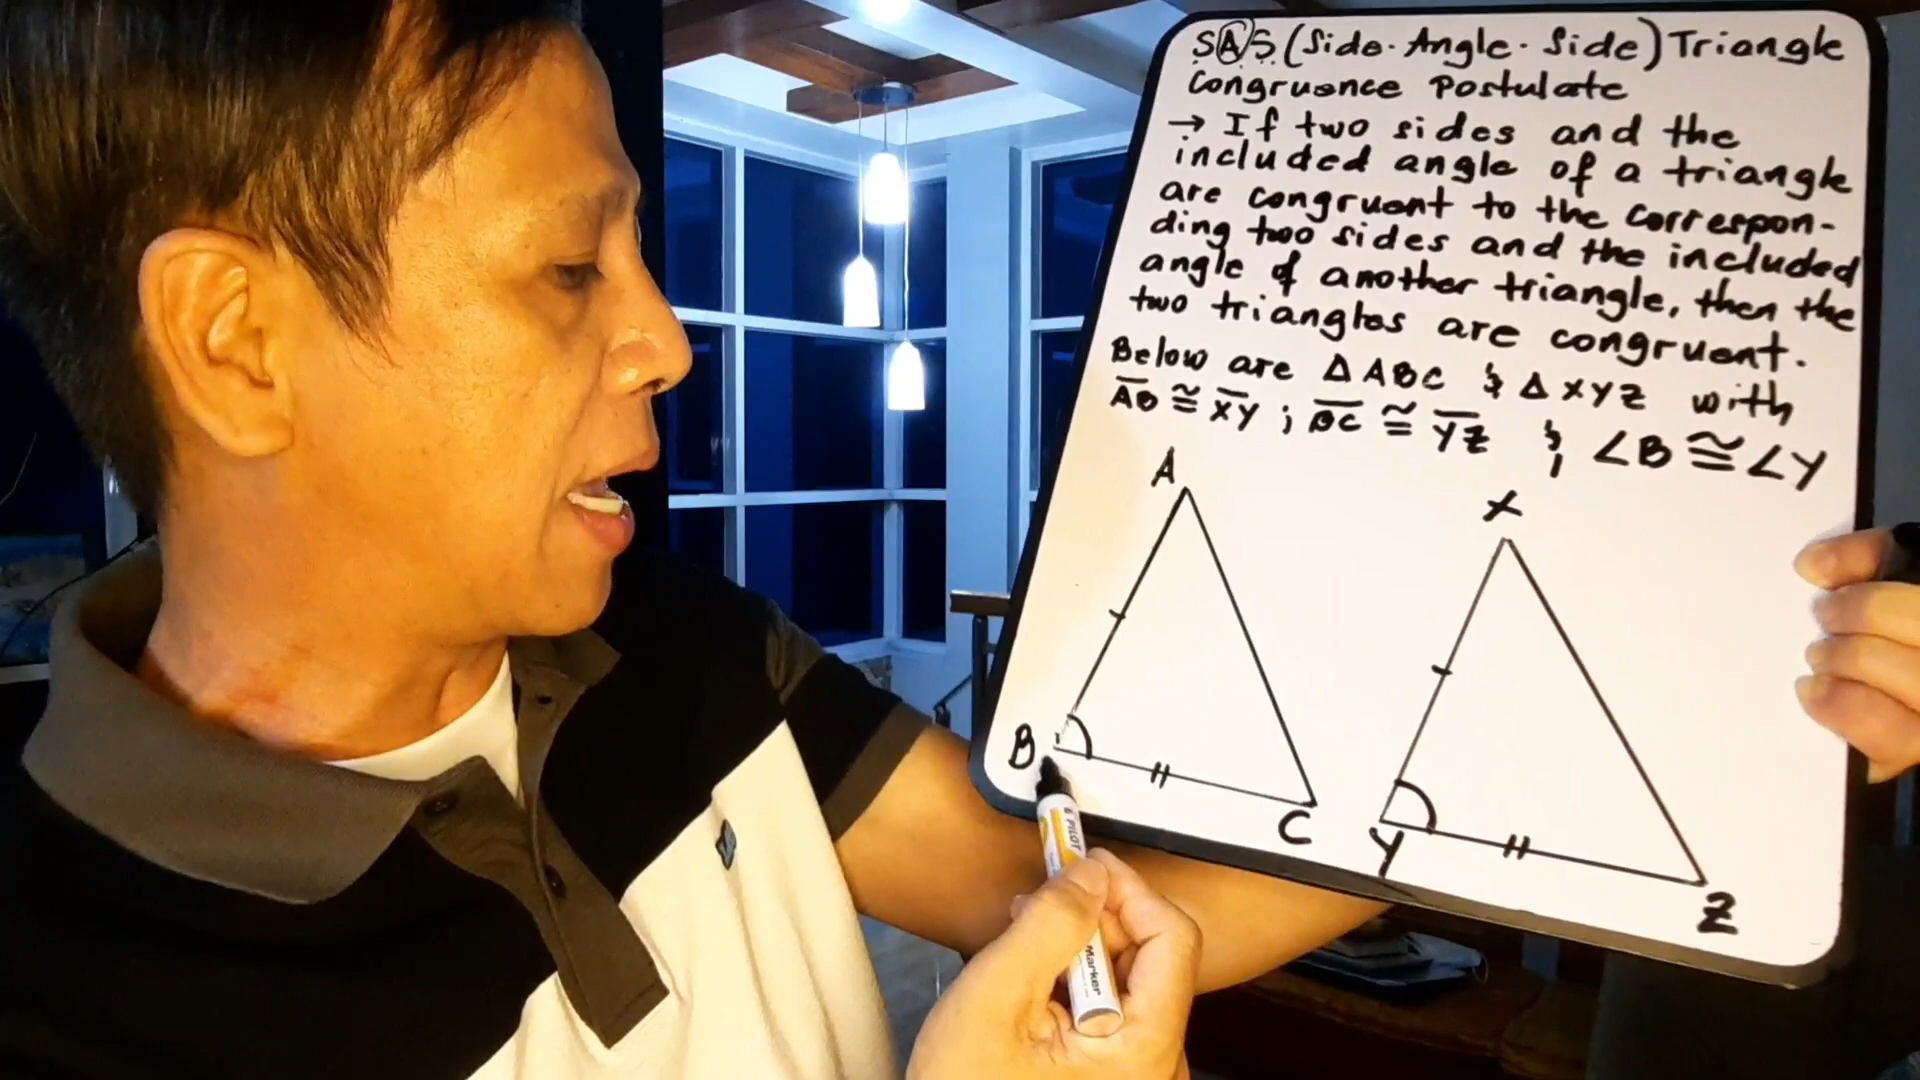 SAS (Side-Angle-Side) Triangle
Congruence Postulate
→ If two sides and the
included angle of a triangle
are congruent to the correspon-
ding two sides and the included
angle of another triangle, then the
two triangles are congruent.
Below are △ABC & △XYZ with
AB ≅ XY ; BC ≅ YZ & ∠B ≅ ∠Y
A
X
B
C
Y
Z
PILOT
Marker